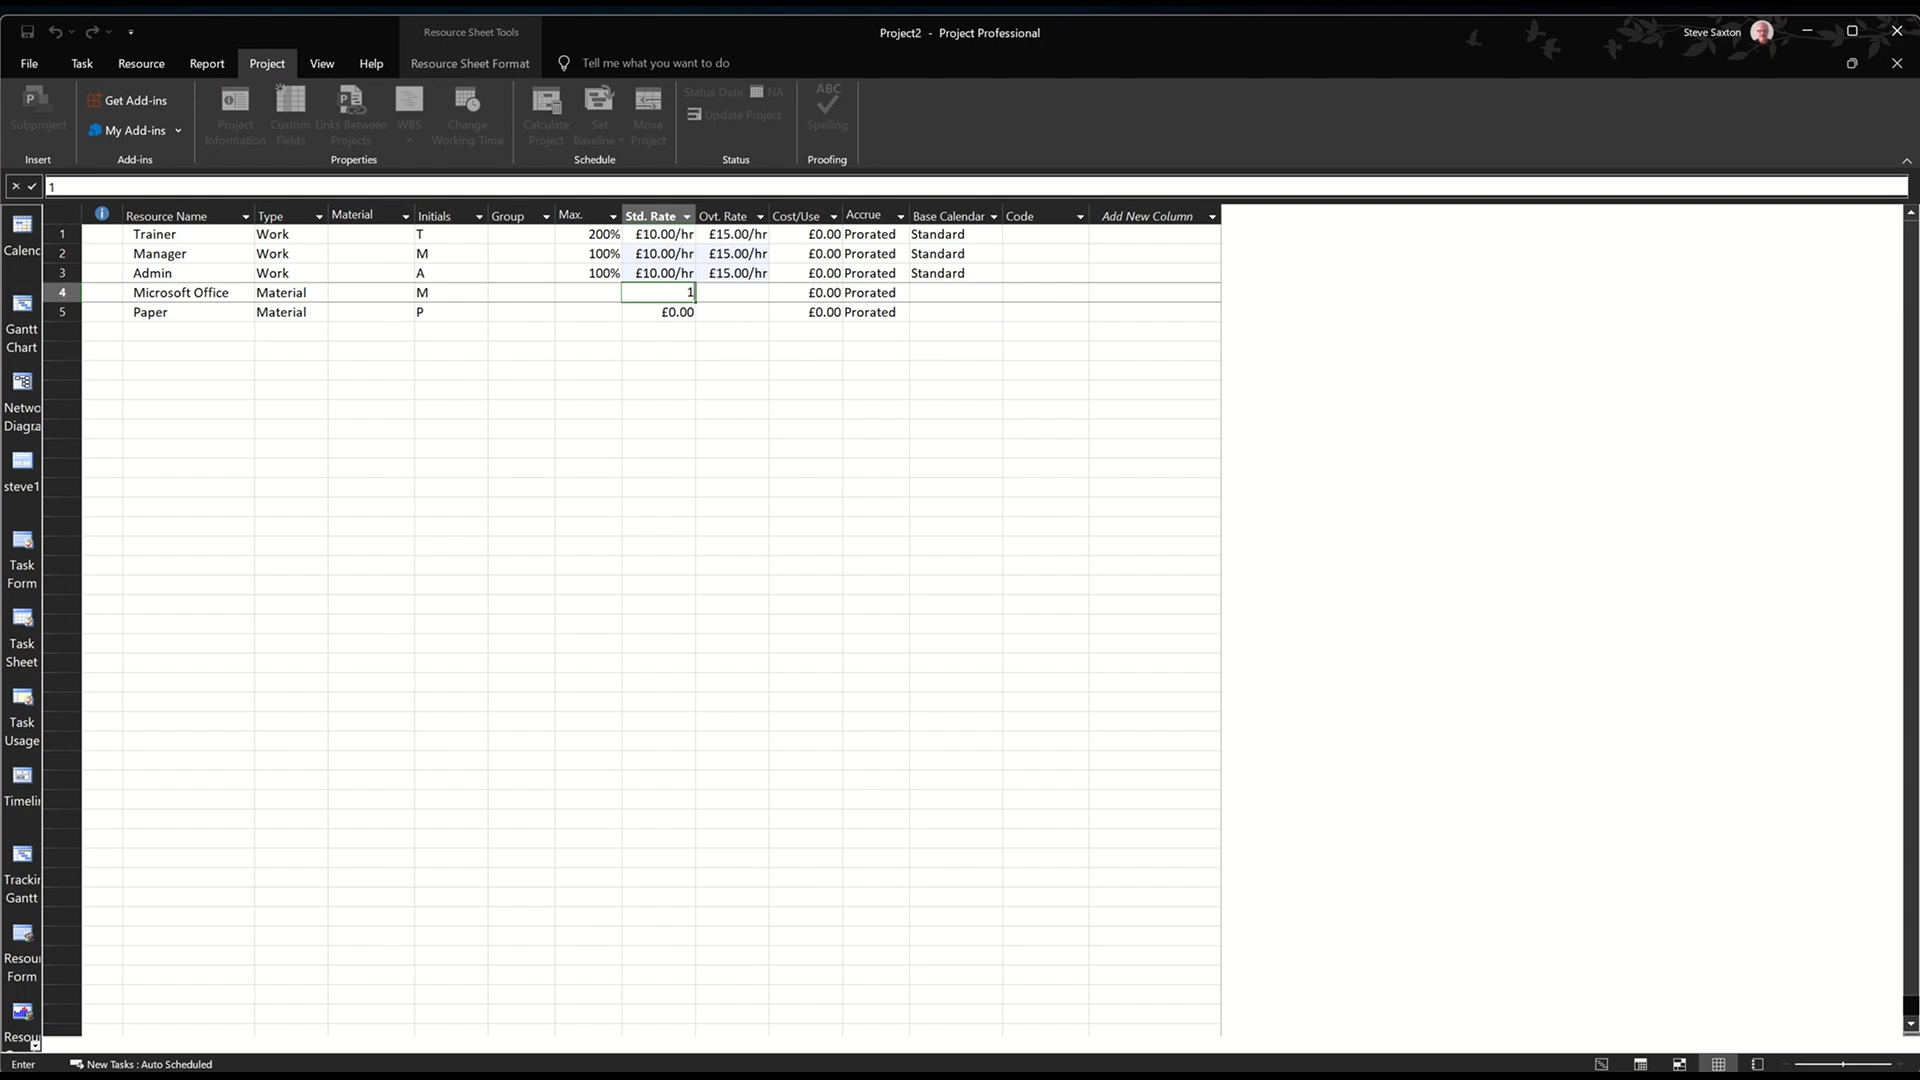 Resource Sheet Tools
Project2 - Project Professional
Steve Saxton
File Task Resource Report Project View Help Resource Sheet Format Tell me what you want to do
Subproject
Insert
Get Add-ins
My Add-ins
Add-ins
Project Information
Custom Fields
Links Between Projects
WBS
Change Working Time
Properties
Calculate Project
Set Baseline
Move Project
Schedule
Status Date: NA
Update Project
Status
ABC
Spelling
Proofing
1
Resource Name Type Material Initials Group Max. Std. Rate Ovt. Rate Cost/Use Accrue Base Calendar Code Add New Column
1 Trainer Work T 200% £10.00/hr £15.00/hr £0.00 Prorated Standard
2 Manager Work M 100% £10.00/hr £15.00/hr £0.00 Prorated Standard
3 Admin Work A 100% £10.00/hr £15.00/hr £0.00 Prorated Standard
4 Microsoft Office Material M 1 £0.00 Prorated
5 Paper Material P £0.00 £0.00 Prorated
Calenc
Gantt
Chart
Netwo
Diagra
steve1
Task
Form
Task
Sheet
Task
Usage
Timelin
Trackin
Gantt
Resour
Form
Resou
Enter New Tasks : Auto Scheduled